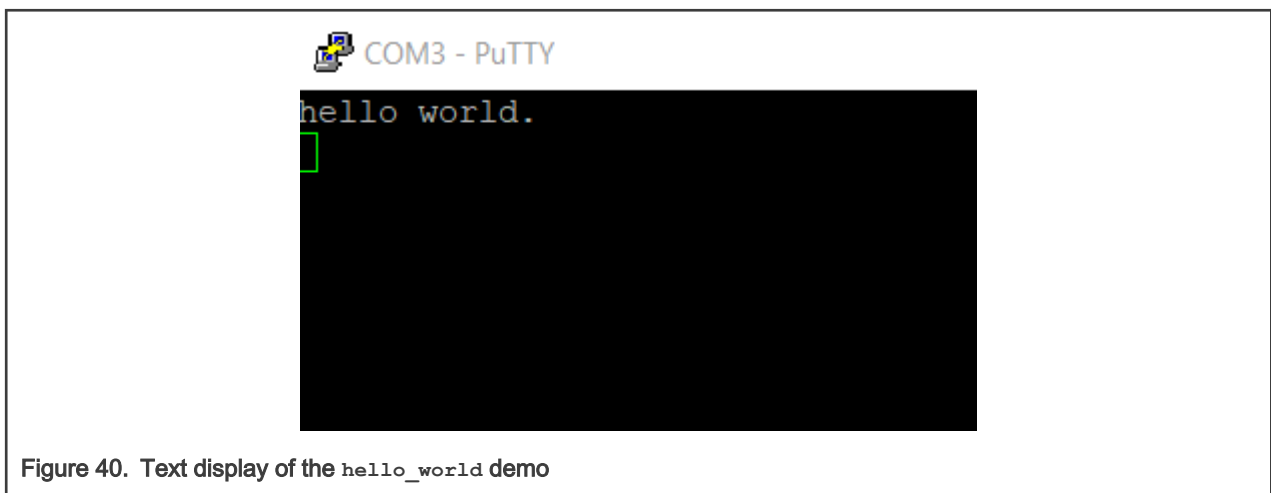 COM3 - PuTTY
hello world.
Figure 40. Text display of the hello_world demo